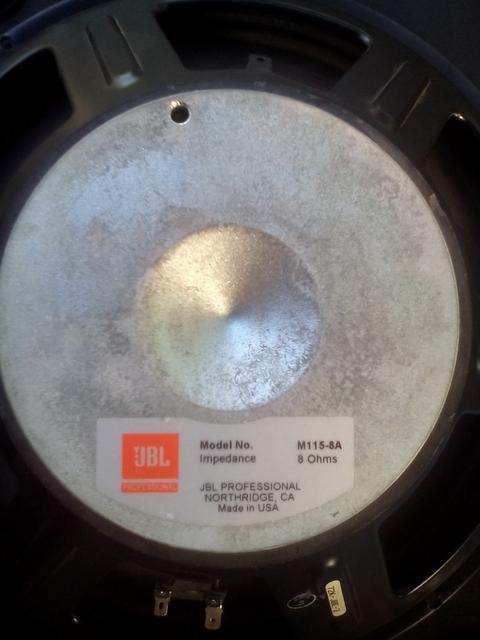 JBL
PROFESSIONAL
Model No. M115-8A
Impedance 8 Ohms
JBL PROFESSIONAL
NORTHRIDGE, CA
Made in USA